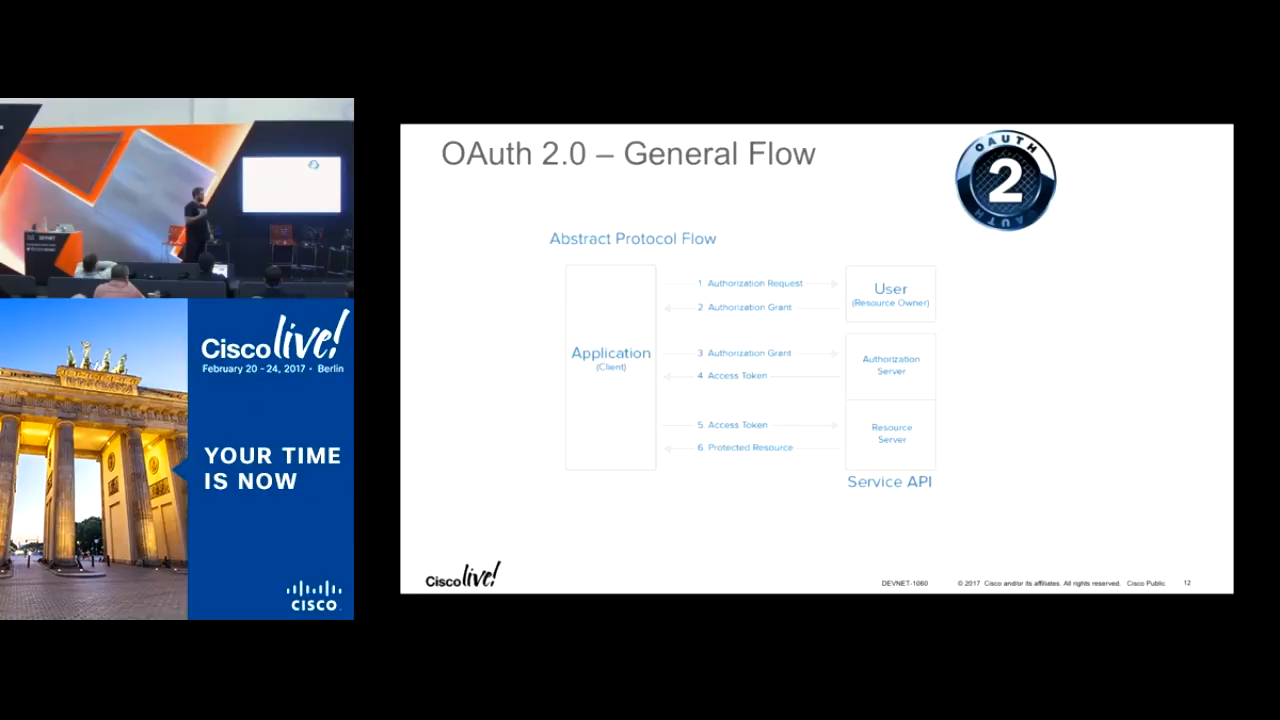 OAuth 2.0 – General Flow
OAUTH
2
OAUTH
Abstract Protocol Flow
1 Authorization Request
User
(Resource Owner)
2 Authorization Grant
Application
(Client)
3 Authorization Grant
Authorization
Server
4 Access Token
5 Access Token
Resource
Server
6 Protected Resource
Service API
Cisco live!
DEVNET-1060
© 2017 Cisco and/or its affiliates. All rights reserved. Cisco Public
12
Cisco live!
February 20 - 24, 2017 • Berlin
YOUR TIME
IS NOW
CISCO